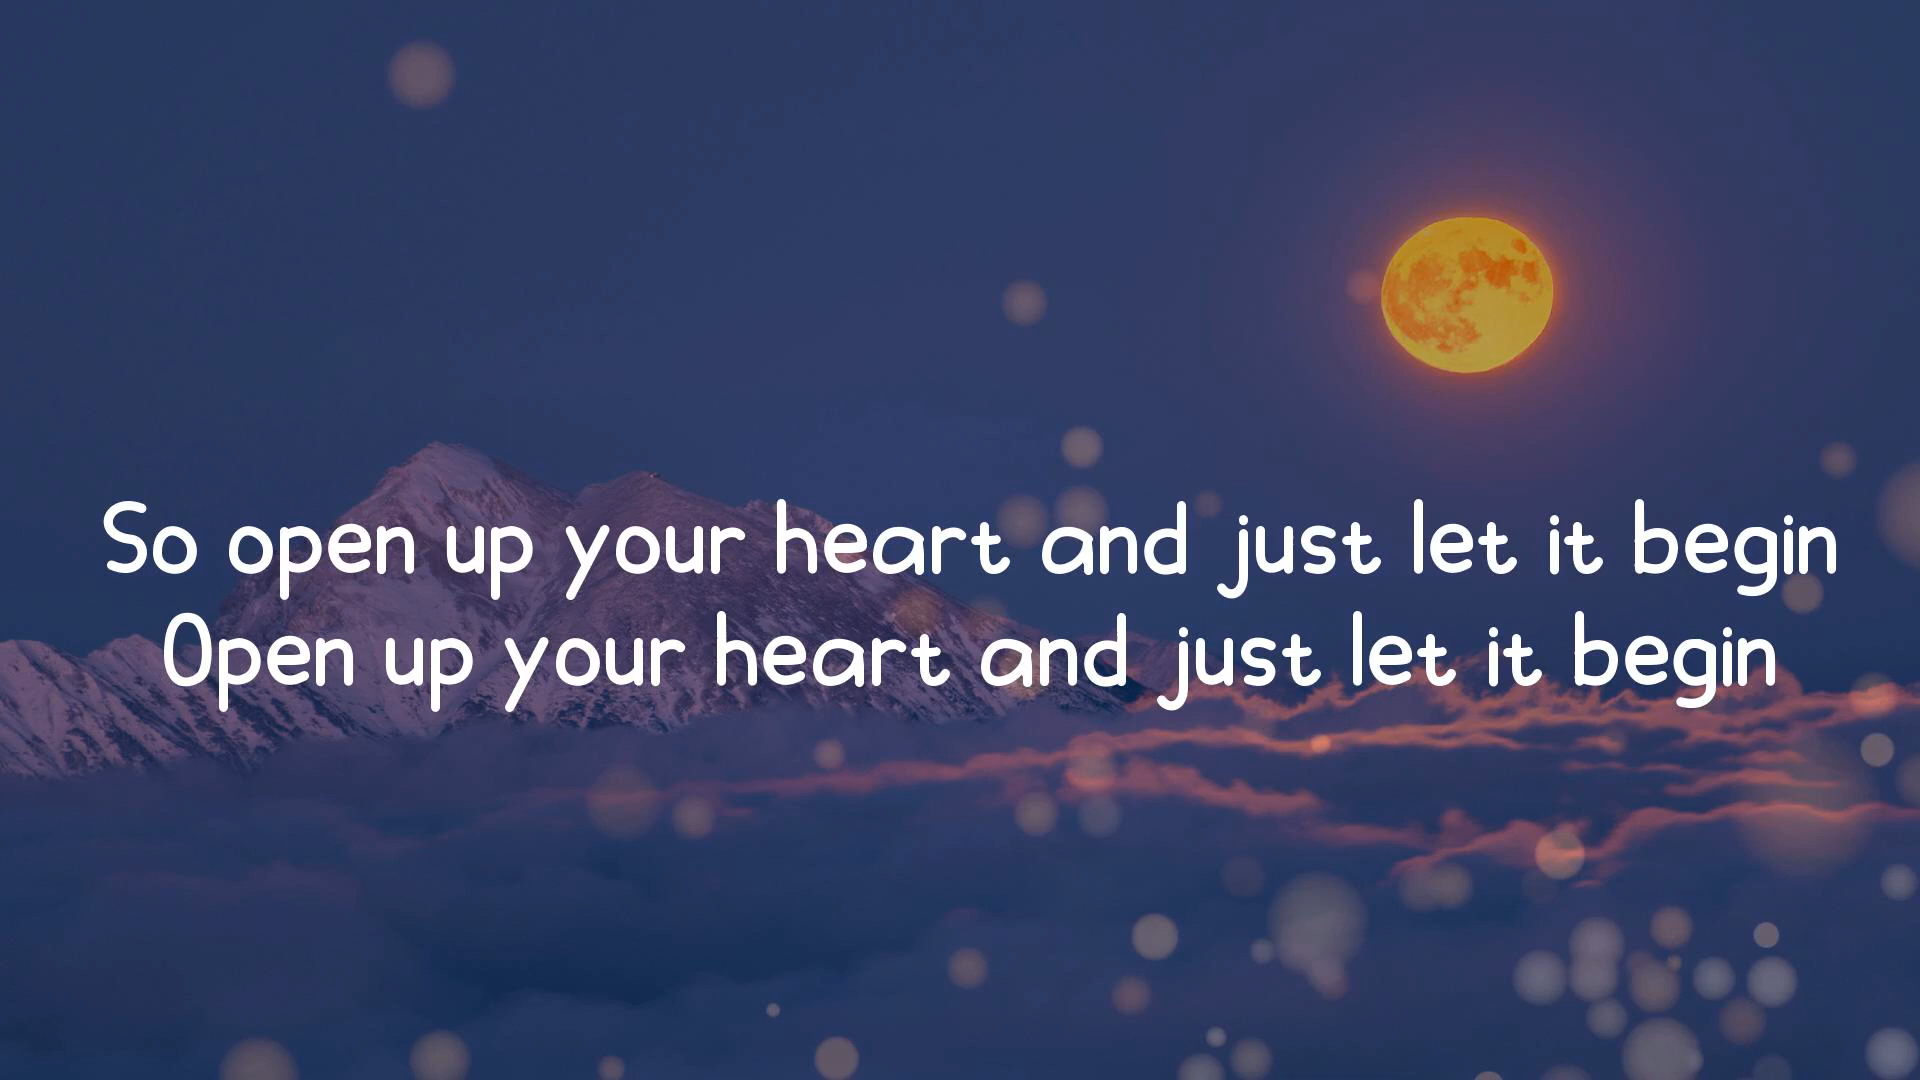 So open up your heart and just let it begin
Open up your heart and just let it begin